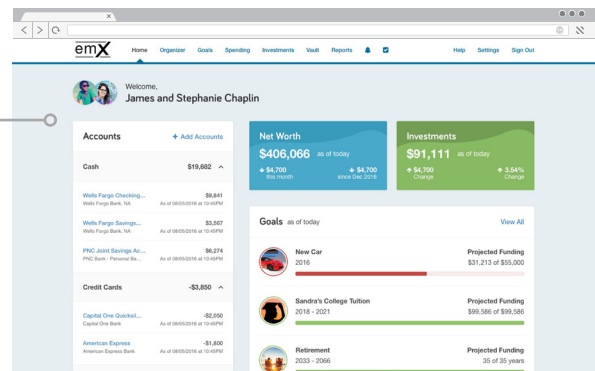 emX
Home Organizer Goals Spending Investments Vault Reports
Help Settings Sign Out
Welcome,
James and Stephanie Chaplin
Accounts
+ Add Accounts
Cash $19,682
Wells Fargo Checking... $9,841
Wells Fargo Bank, NA As of 08/05/2016 at 10:45PM
Wells Fargo Savings... $3,567
Wells Fargo Bank, NA As of 08/05/2016 at 10:45PM
PNC Joint Savings Ac... $6,274
PNC Bank - Personal Ba... As of 08/05/2016 at 10:45PM
Credit Cards -$3,850
Capital One Quicksil... -$2,050
Capital One Bank As of 08/05/2016 at 10:45PM
American Express -$1,800
American Express Bank As of 08/05/2016 at 10:45PM
Net Worth
$406,066 as of today
$4,700 $4,700
this month since Dec 2016
Investments
$91,111 as of today
$4,700 3.54%
Change Change
Goals as of today View All
New Car Projected Funding
2016 $31,213 of $55,000
Sandra's College Tuition Projected Funding
2018 - 2021 $99,586 of $99,586
Retirement Projected Funding
2033 - 2066 35 of 35 years